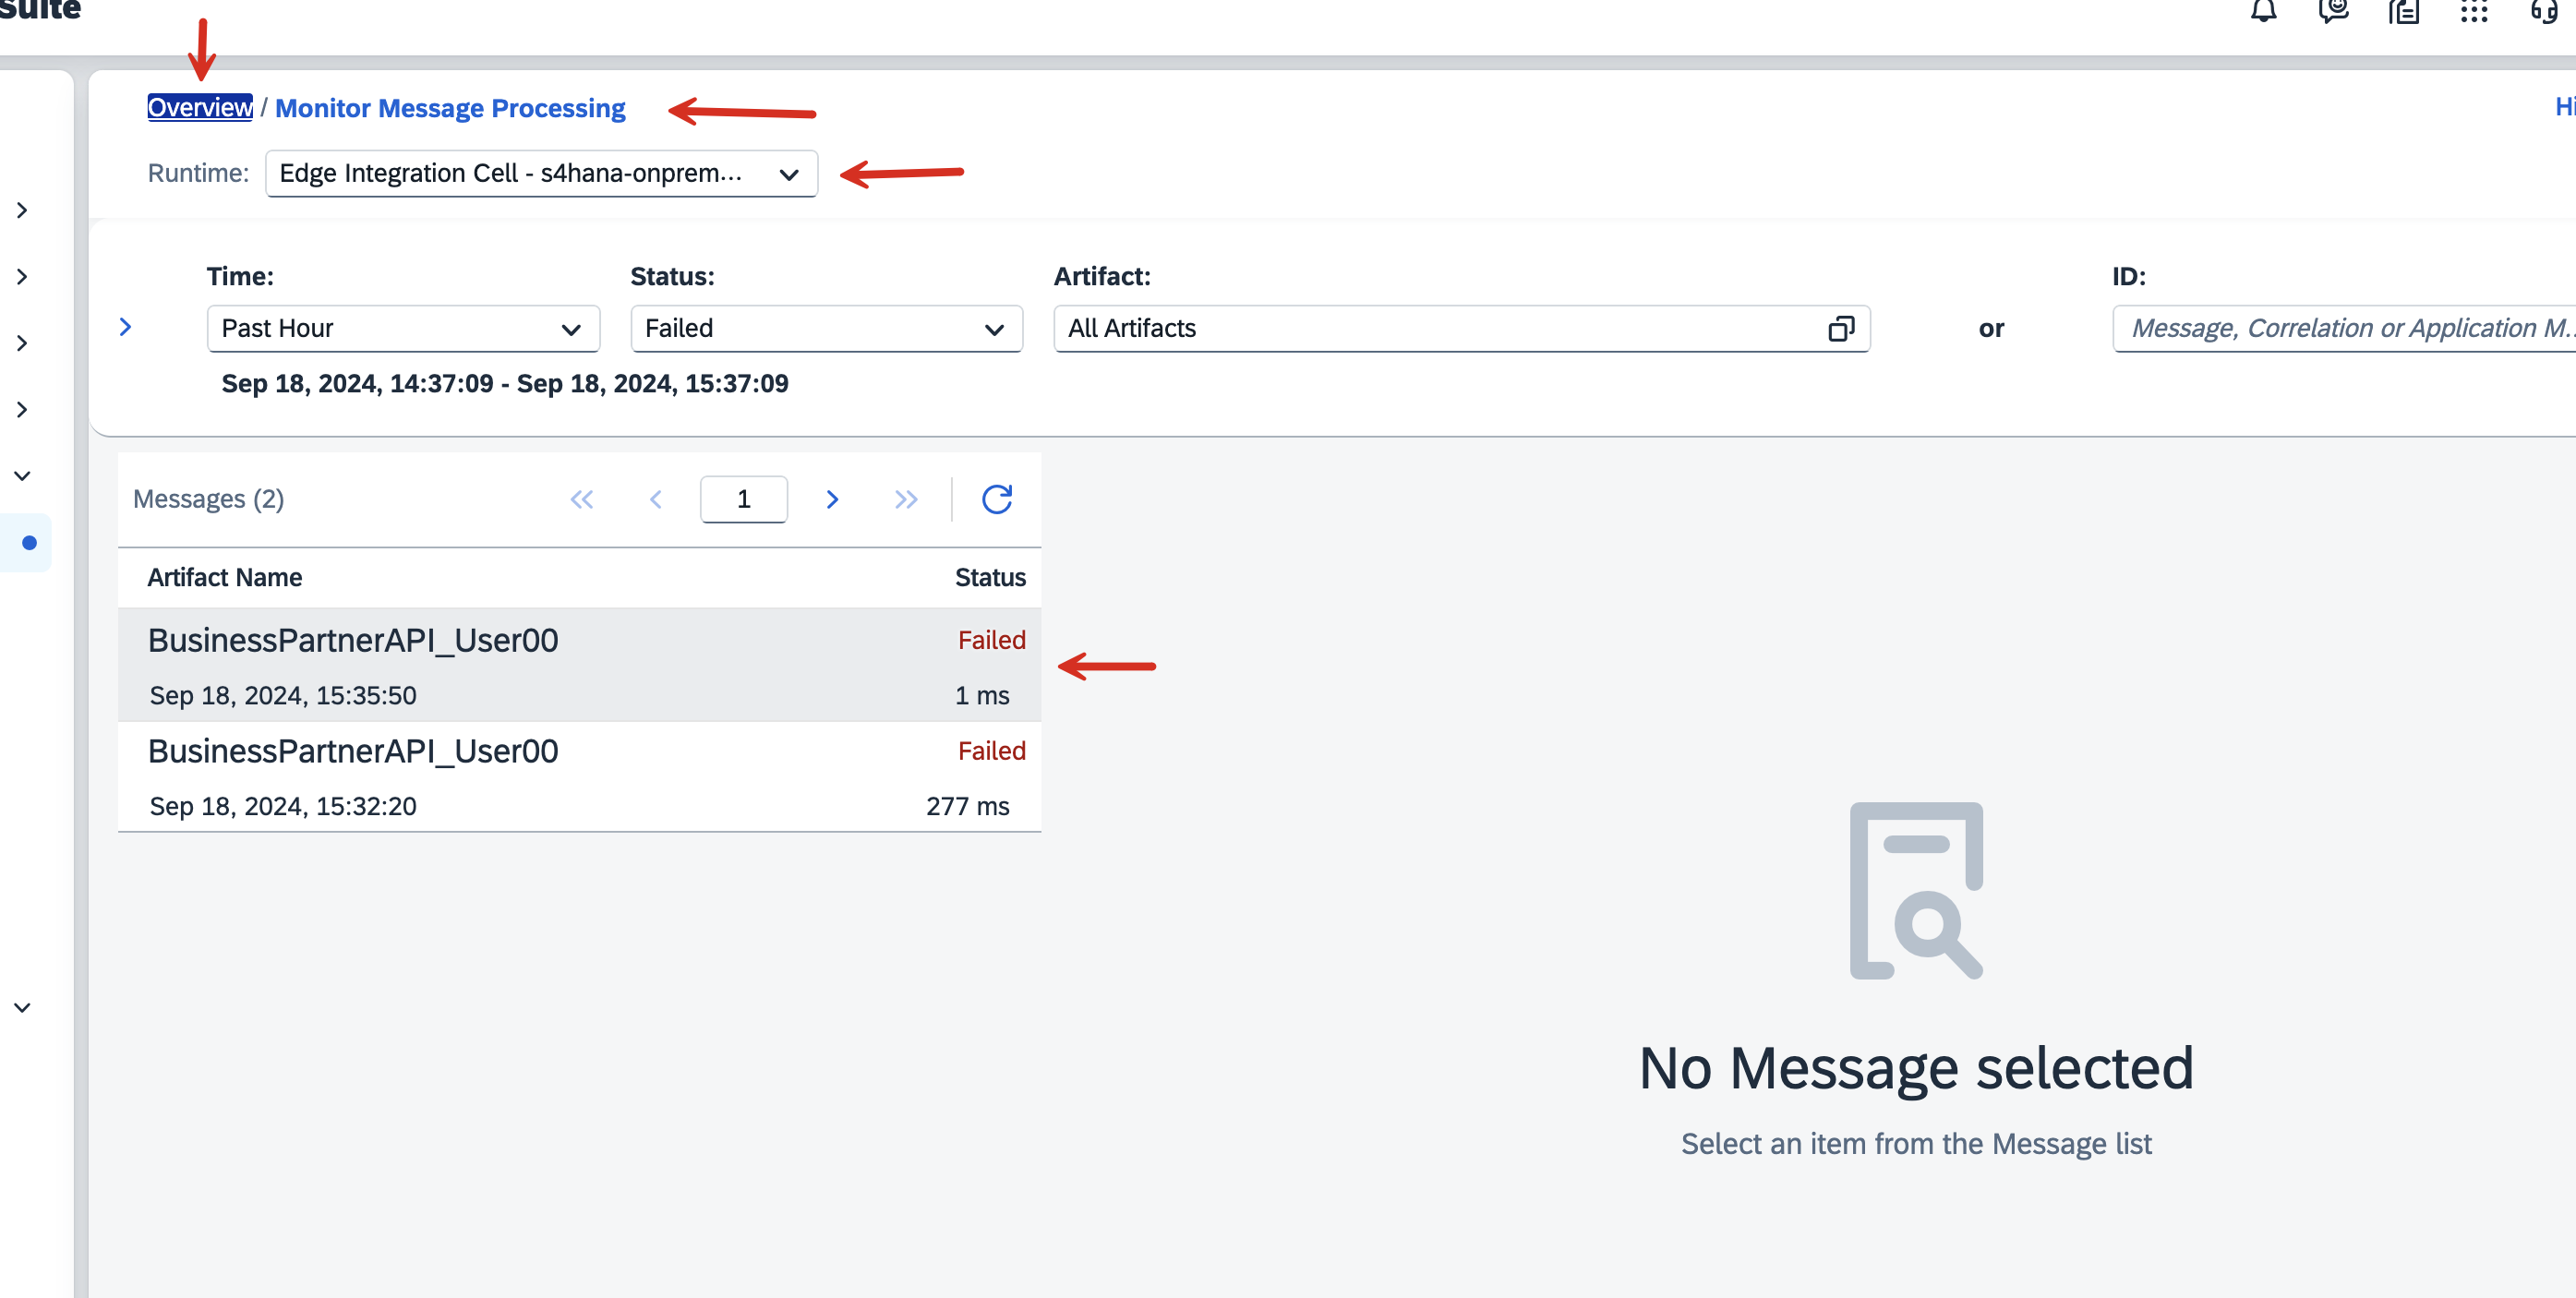 Suite
Overview / Monitor Message Processing
Hi
Runtime: Edge Integration Cell - s4hana-onprem...
Time: Status: Artifact: ID:
Past Hour Failed All Artifacts or Message, Correlation or Application M..
Sep 18, 2024, 14:37:09 - Sep 18, 2024, 15:37:09
Messages (2) 1
Artifact Name Status
BusinessPartnerAPI_User00 Failed
Sep 18, 2024, 15:35:50 1 ms
BusinessPartnerAPI_User00 Failed
Sep 18, 2024, 15:32:20 277 ms
No Message selected
Select an item from the Message list